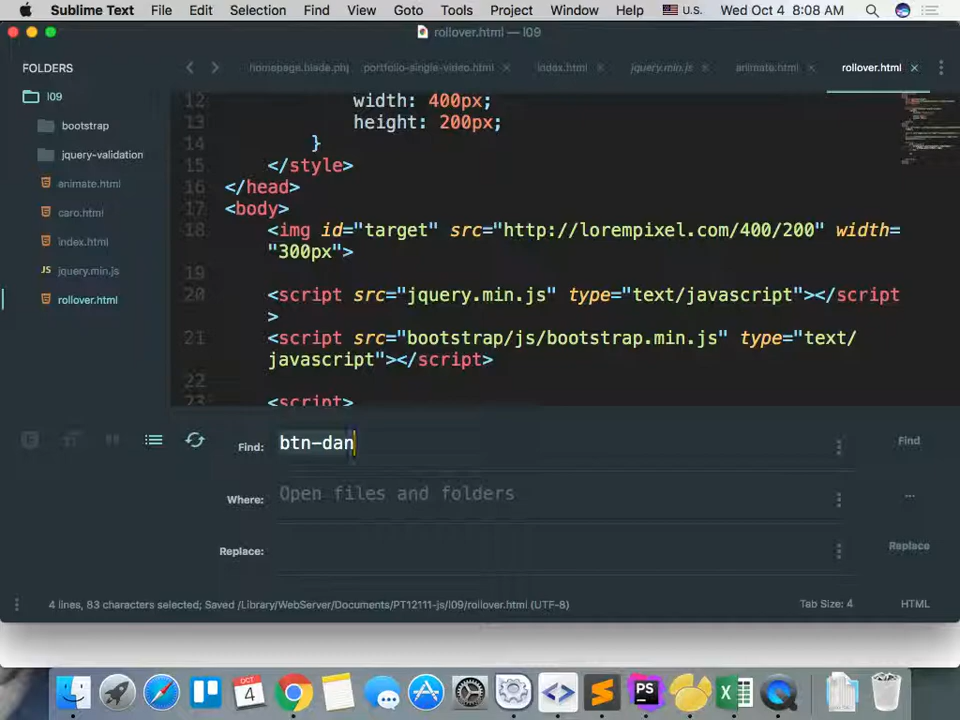 Sublime Text File Edit Selection Find View Goto Tools Project Window Help U.S. Wed Oct 4 8:08 AM
rollover.html — l09
FOLDERS
homepage.blade.php portfolio-single-video.html index.html jquery.min.js animate.html rollover.html
l09
bootstrap
jquery-validation
animate.html
caro.html
index.html
JS jquery.min.js
rollover.html
12 width: 400px;
13 height: 200px;
14 }
15 </style>
16 </head>
17 <body>
18 <img id="target" src="http://lorempixel.com/400/200" width=
"300px">
19
20 <script src="jquery.min.js" type="text/javascript"></script
>
21 <script src="bootstrap/js/bootstrap.min.js" type="text/
javascript"></script>
22
23 <script>
Find: btn-dan Find
Where: Open files and folders ...
Replace: Replace
4 lines, 83 characters selected; Saved /Library/WebServer/Documents/PT12111-js/l09/rollover.html (UTF-8) Tab Size: 4 HTML
OCT
4
PS